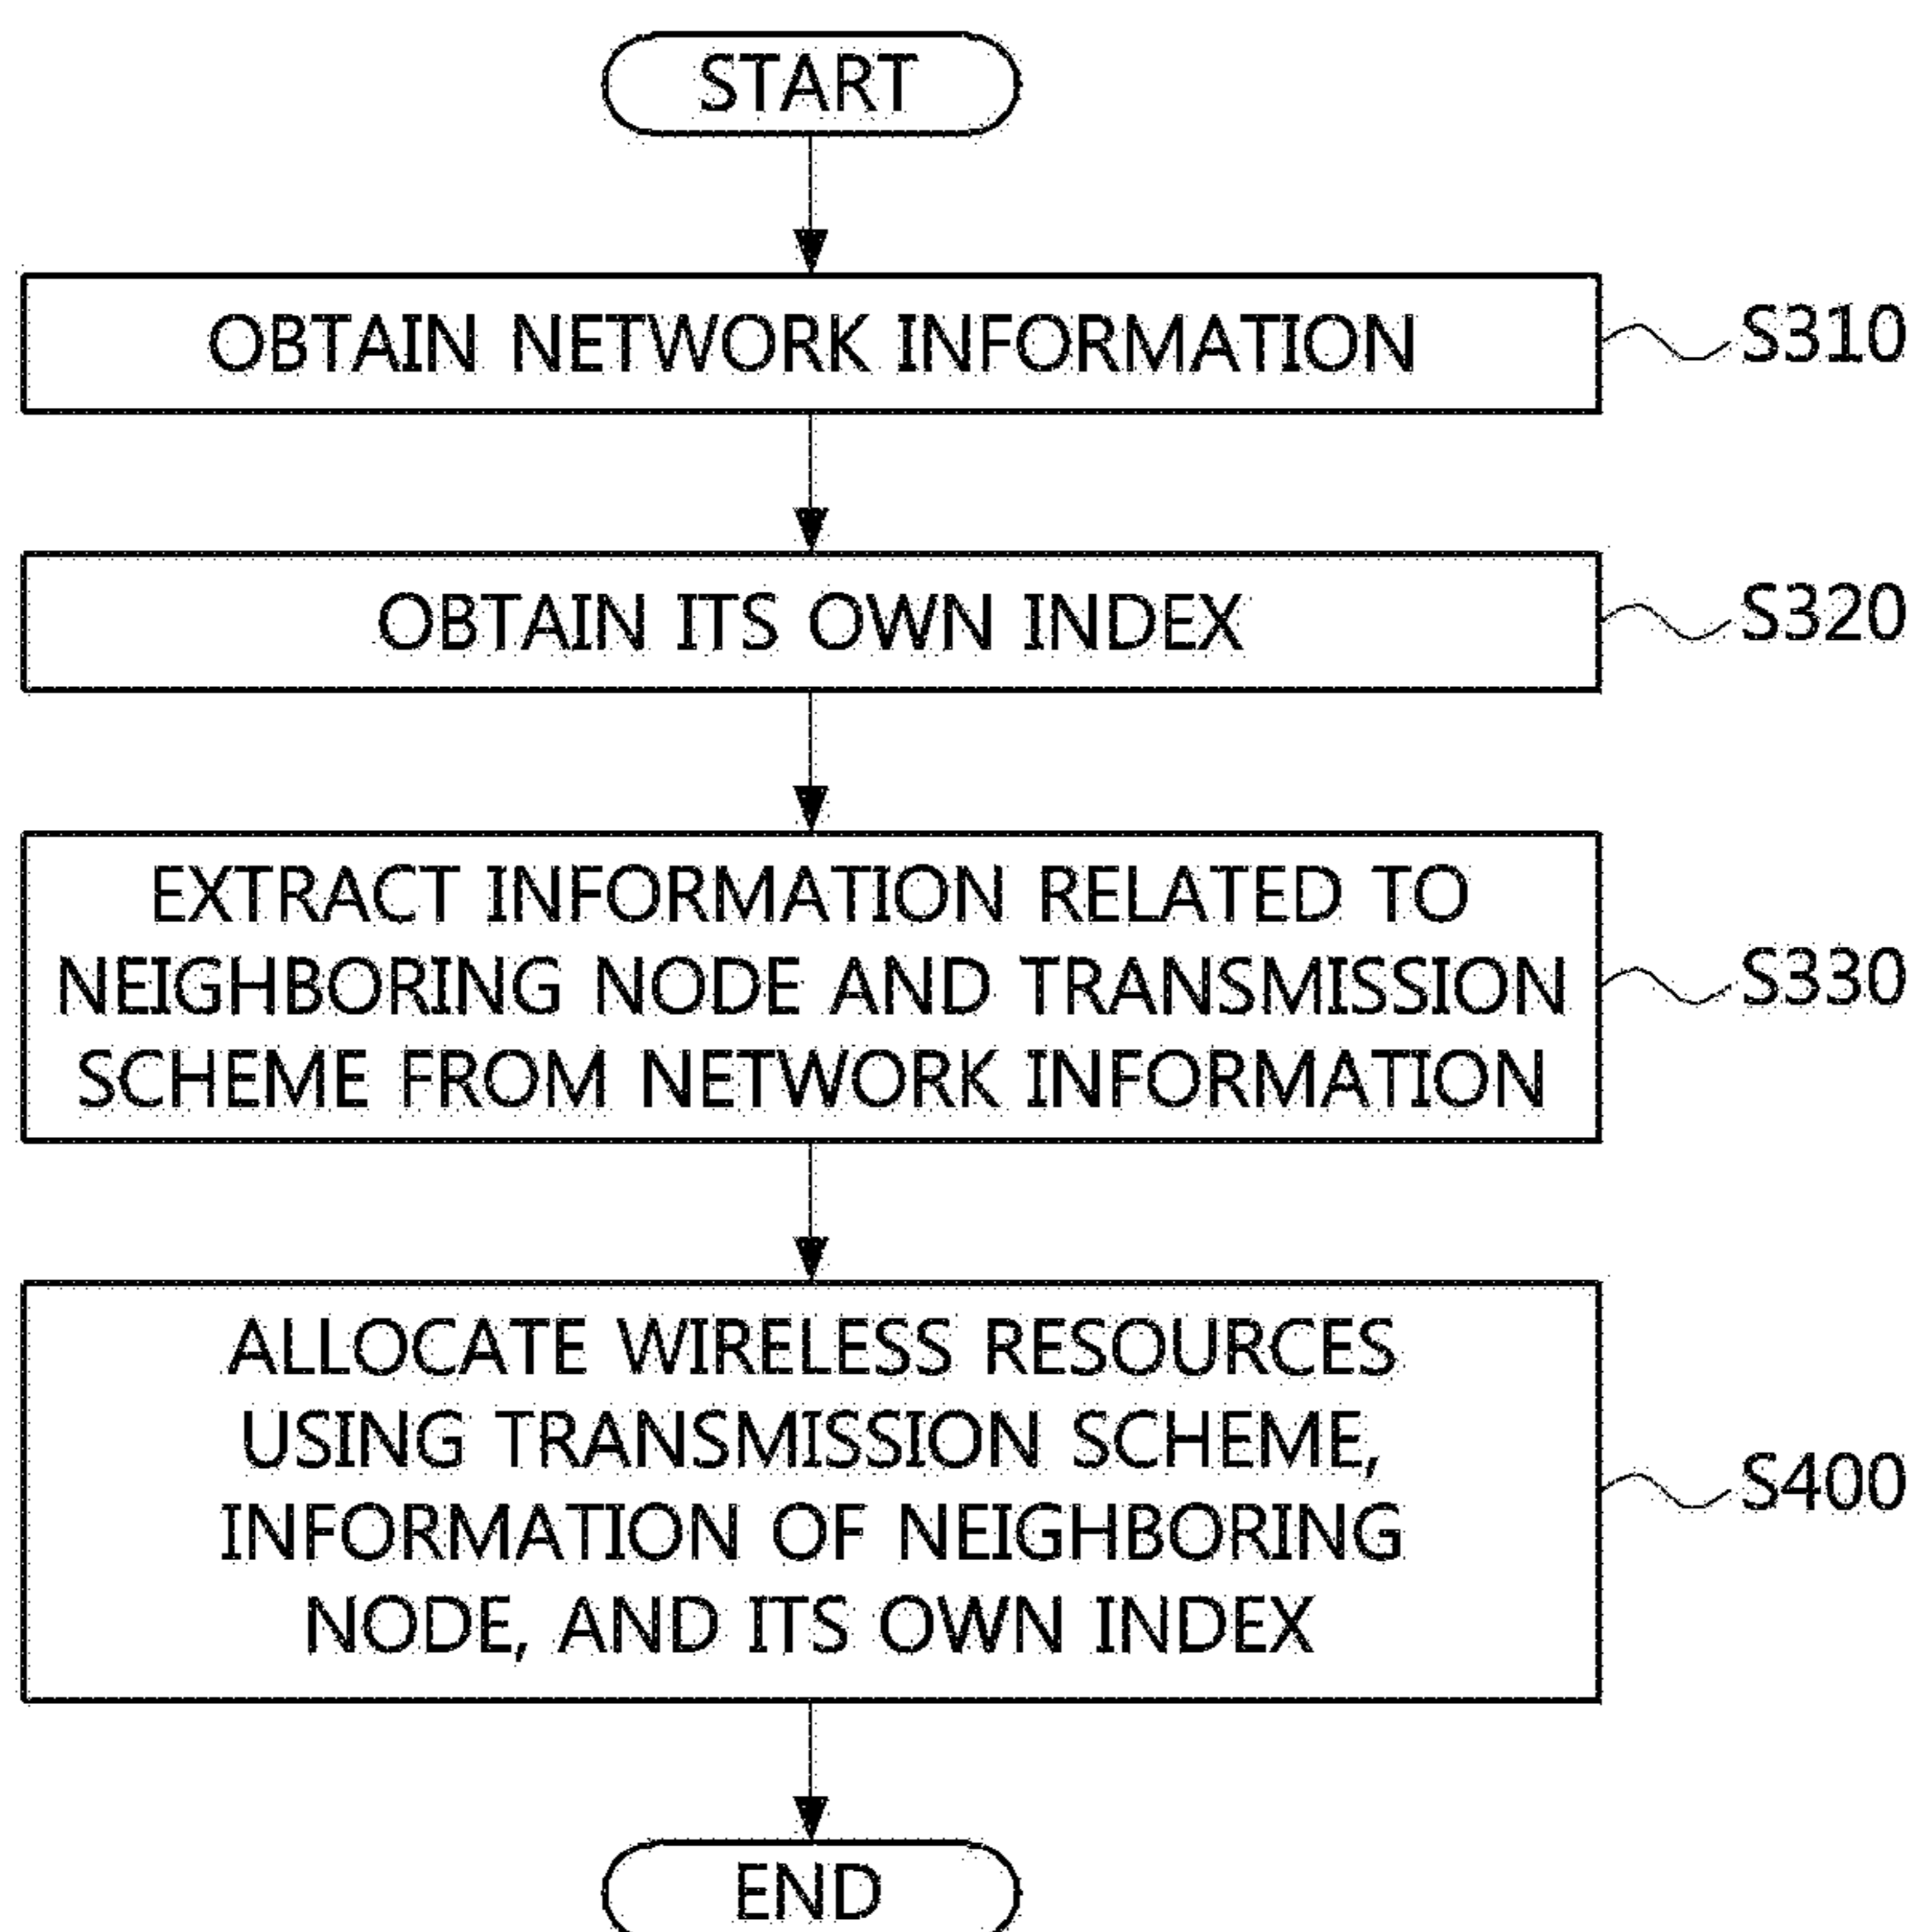 START
OBTAIN NETWORK INFORMATION
S310
OBTAIN ITS OWN INDEX
S320
EXTRACT INFORMATION RELATED TO
NEIGHBORING NODE AND TRANSMISSION
SCHEME FROM NETWORK INFORMATION
S330
ALLOCATE WIRELESS RESOURCES
USING TRANSMISSION SCHEME,
INFORMATION OF NEIGHBORING
NODE, AND ITS OWN INDEX
S400
END